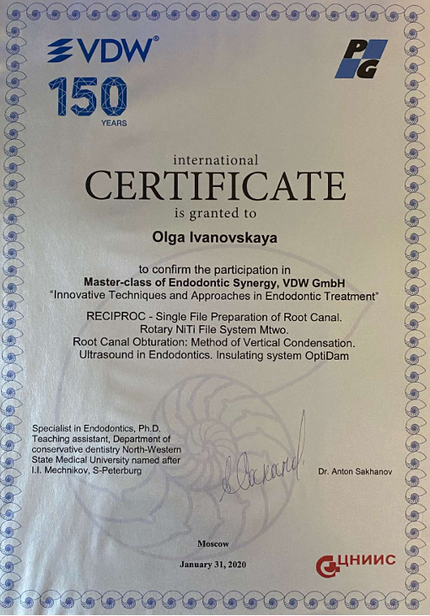 VDW®
150
YEARS
PG
international
CERTIFICATE
is granted to
Olga Ivanovskaya
to confirm the participation in
Master-class of Endodontic Synergy, VDW GmbH
"Innovative Techniques and Approaches in Endodontic Treatment"
RECIPROC - Single File Preparation of Root Canal.
Rotary NiTi File System Mtwo.
Root Canal Obturation: Method of Vertical Condensation.
Ultrasound in Endodontics. Insulating system OptiDam
Specialist in Endodontics, Ph.D.
Teaching assistant, Department of
conservative dentistry North-Western
State Medical University named after
I.I. Mechnikov, S-Peterburg
Dr. Anton Sakhanov
Moscow
January 31, 2020
ЦНИИС